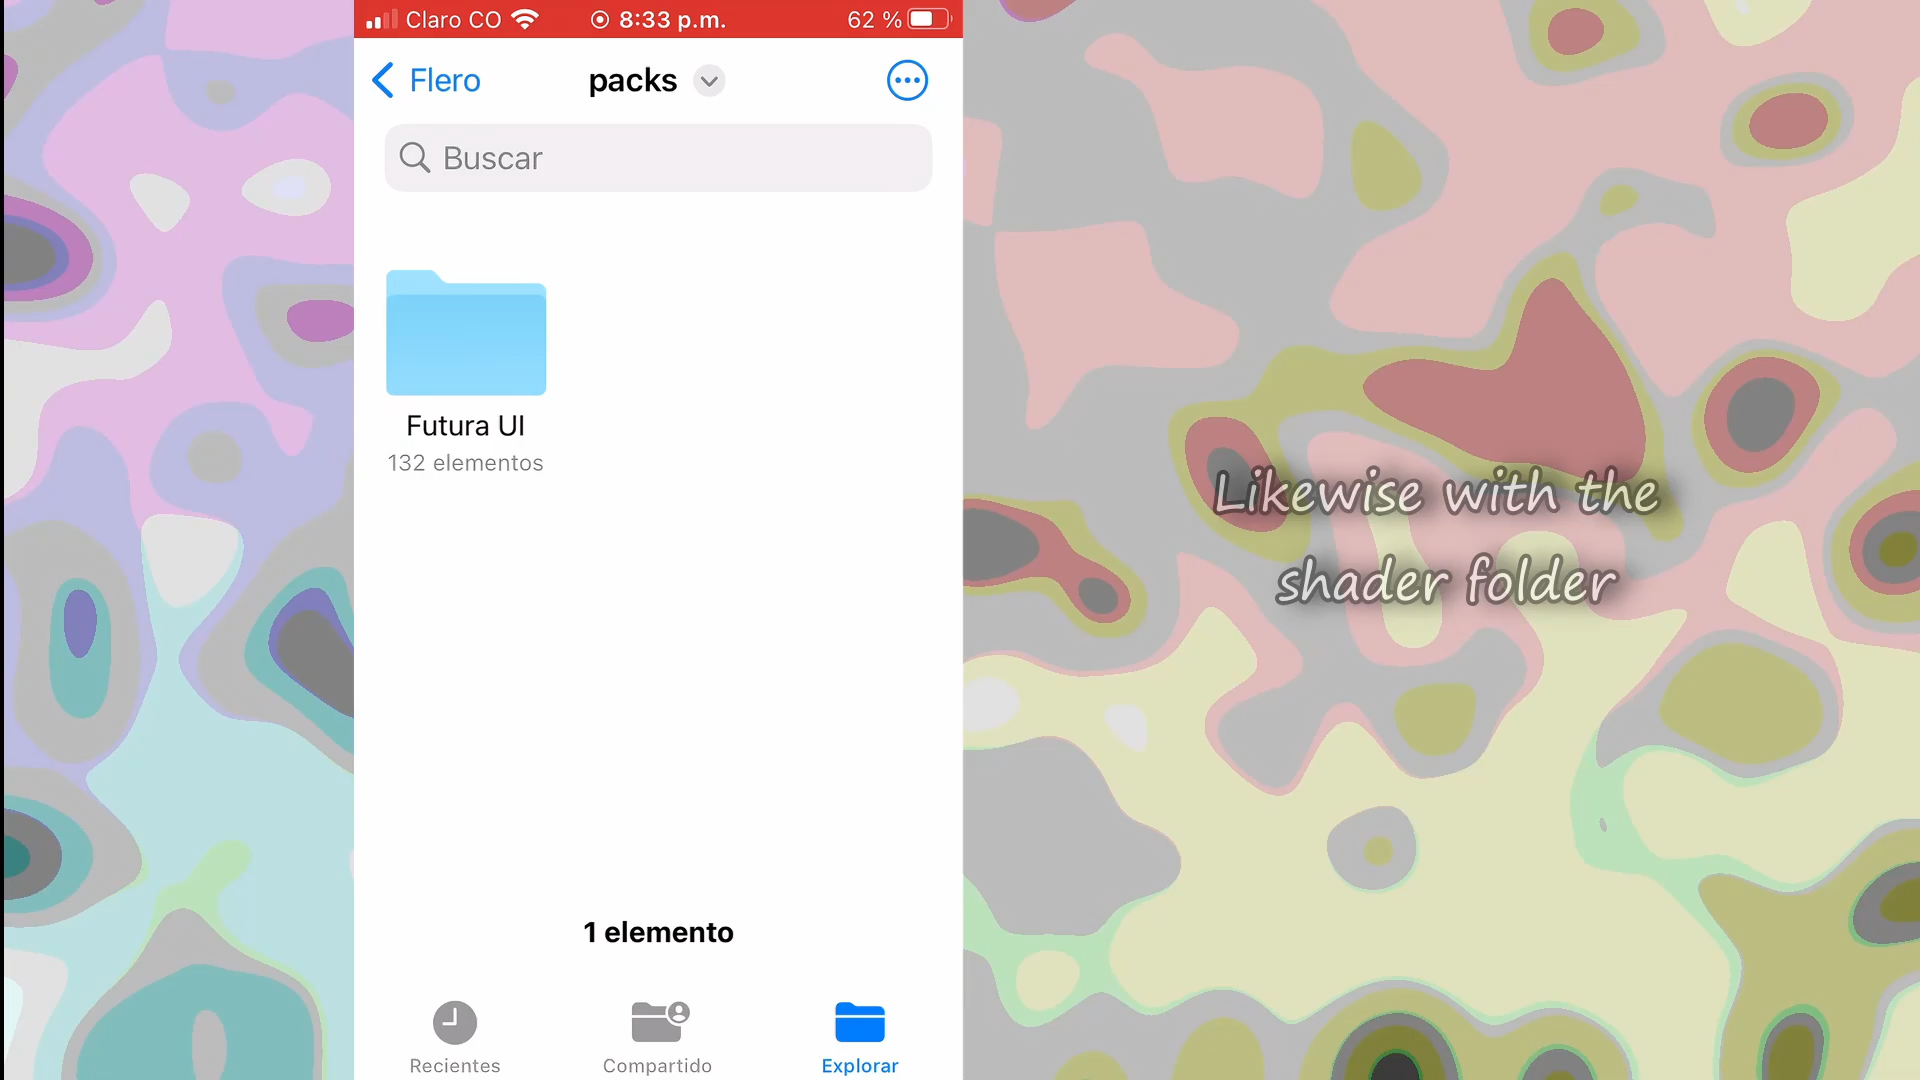 Claro CO
8:33 p.m.
62 %
Flero
packs
Buscar
Futura UI
132 elementos
Likewise with the
shader folder
1 elemento
Recientes
Compartido
Explorar